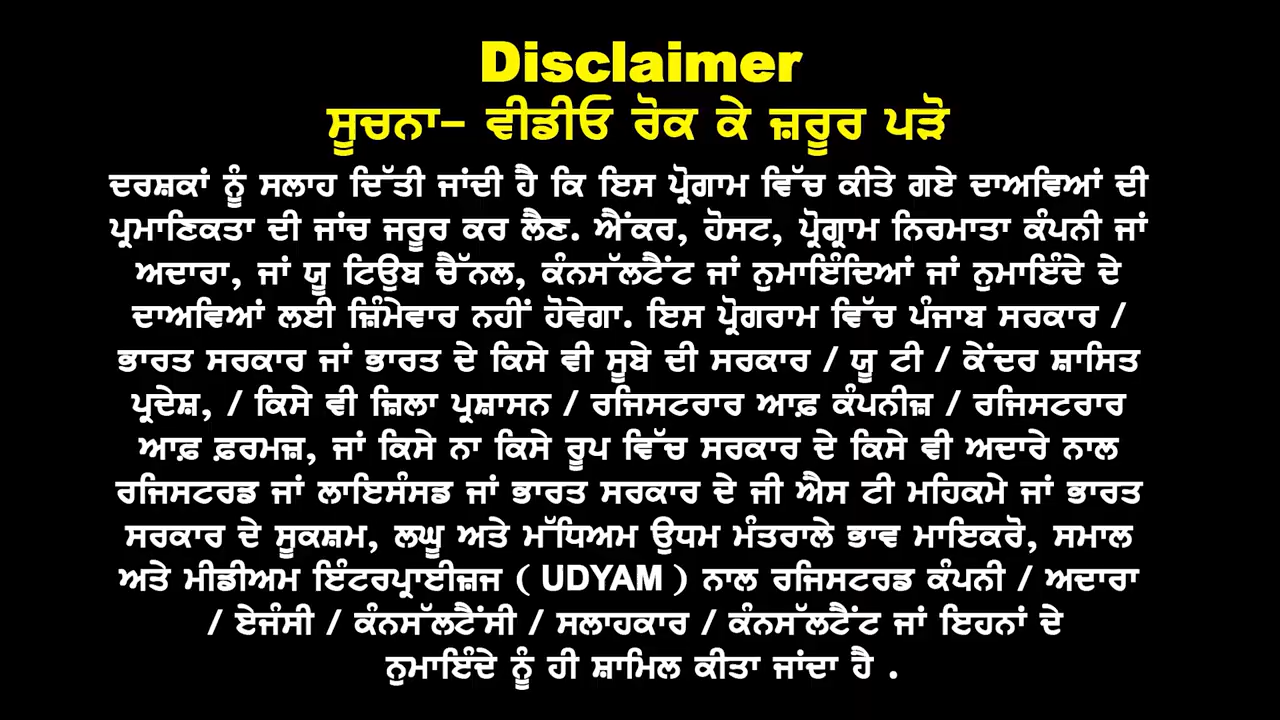 Disclaimer
ਸੂਚਨਾ- ਵੀਡੀਓ ਰੋਕ ਕੇ ਜ਼ਰੂਰ ਪੜੋ
ਦਰਸ਼ਕਾਂ ਨੂੰ ਸਲਾਹ ਦਿੱਤੀ ਜਾਂਦੀ ਹੈ ਕਿ ਇਸ ਪ੍ਰੋਗਾਮ ਵਿੱਚ ਕੀਤੇ ਗਏ ਦਾਅਵਿਆਂ ਦੀ
ਪ੍ਰਮਾਣਿਕਤਾ ਦੀ ਜਾਂਚ ਜਰੂਰ ਕਰ ਲੈਣ. ਐਂਕਰ, ਹੋਸਟ, ਪ੍ਰੋਗ੍ਰਾਮ ਨਿਰਮਾਤਾ ਕੰਪਨੀ ਜਾਂ
ਅਦਾਰਾ, ਜਾਂ ਯੂ ਟਿਉਬ ਚੈੱਨਲ, ਕੰਨਸੱਲਟੈਂਟ ਜਾਂ ਨੁਮਾਇੰਦਿਆਂ ਜਾਂ ਨੁਮਾਇੰਦੇ ਦੇ
ਦਾਅਵਿਆਂ ਲਈ ਜ਼ਿੰਮੇਵਾਰ ਨਹੀਂ ਹੋਵੇਗਾ. ਇਸ ਪ੍ਰੋਗਰਾਮ ਵਿੱਚ ਪੰਜਾਬ ਸਰਕਾਰ /
ਭਾਰਤ ਸਰਕਾਰ ਜਾਂ ਭਾਰਤ ਦੇ ਕਿਸੇ ਵੀ ਸੂਬੇ ਦੀ ਸਰਕਾਰ / ਯੂ ਟੀ / ਕੇਂਦਰ ਸ਼ਾਸਿਤ
ਪ੍ਰਦੇਸ਼, / ਕਿਸੇ ਵੀ ਜ਼ਿਲਾ ਪ੍ਰਸ਼ਾਸਨ / ਰਜਿਸਟਰਾਰ ਆਫ਼ ਕੰਪਨੀਜ਼ / ਰਜਿਸਟਰਾਰ
ਆਫ਼ ਫ਼ਰਮਜ਼, ਜਾਂ ਕਿਸੇ ਨਾ ਕਿਸੇ ਰੂਪ ਵਿੱਚ ਸਰਕਾਰ ਦੇ ਕਿਸੇ ਵੀ ਅਦਾਰੇ ਨਾਲ
ਰਜਿਸਟਰਡ ਜਾਂ ਲਾਇਸੰਸਡ ਜਾਂ ਭਾਰਤ ਸਰਕਾਰ ਦੇ ਜੀ ਐਸ ਟੀ ਮਹਿਕਮੇ ਜਾਂ ਭਾਰਤ
ਸਰਕਾਰ ਦੇ ਸੂਕਸ਼ਮ, ਲਘੂ ਅਤੇ ਮੱਧਿਅਮ ਉਧਮ ਮੰਤਰਾਲੇ ਭਾਵ ਮਾਇਕਰੋ, ਸਮਾਲ
ਅਤੇ ਮੀਡੀਅਮ ਇੰਟਰਪ੍ਰਾਈਜ਼ਜ ( UDYAM ) ਨਾਲ ਰਜਿਸਟਰਡ ਕੰਪਨੀ / ਅਦਾਰਾ
/ ਏਜੰਸੀ / ਕੰਨਸੱਲਟੈਂਸੀ / ਸਲਾਹਕਾਰ / ਕੰਨਸੱਲਟੈਂਟ ਜਾਂ ਇਹਨਾਂ ਦੇ
ਨੁਮਾਇੰਦੇ ਨੂੰ ਹੀ ਸ਼ਾਮਿਲ ਕੀਤਾ ਜਾਂਦਾ ਹੈ .